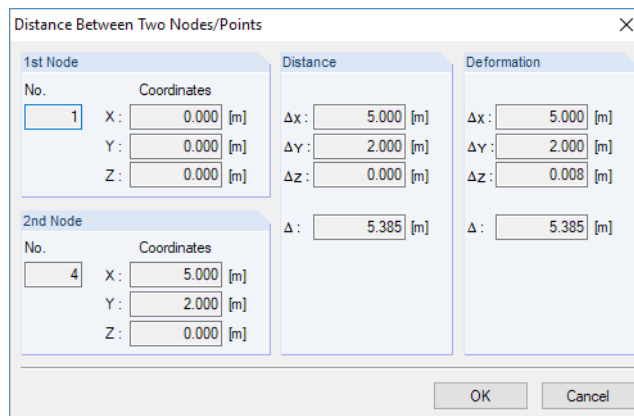 Distance Between Two Nodes/Points
1st Node
No.
Coordinates
1
X : 0.000 [m]
Y : 0.000 [m]
Z : 0.000 [m]
2nd Node
No.
Coordinates
4
X : 5.000 [m]
Y : 2.000 [m]
Z : 0.000 [m]
Distance
ΔX : 5.000 [m]
ΔY : 2.000 [m]
ΔZ : 0.000 [m]
Δ : 5.385 [m]
Deformation
ΔX : 5.000 [m]
ΔY : 2.000 [m]
ΔZ : 0.008 [m]
Δ : 5.385 [m]
OK
Cancel